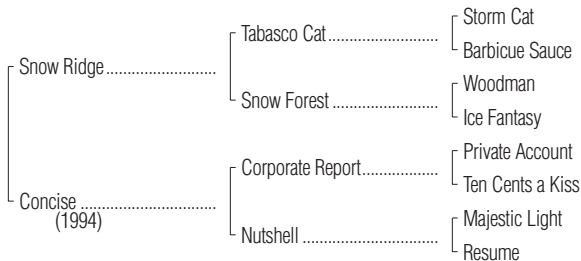 Storm Cat
Tabasco Cat
Barbicue Sauce
Snow Ridge
Woodman
Snow Forest
Ice Fantasy
Private Account
Corporate Report
Ten Cents a Kiss
Concise
(1994)
Majestic Light
Nutshell
Resume